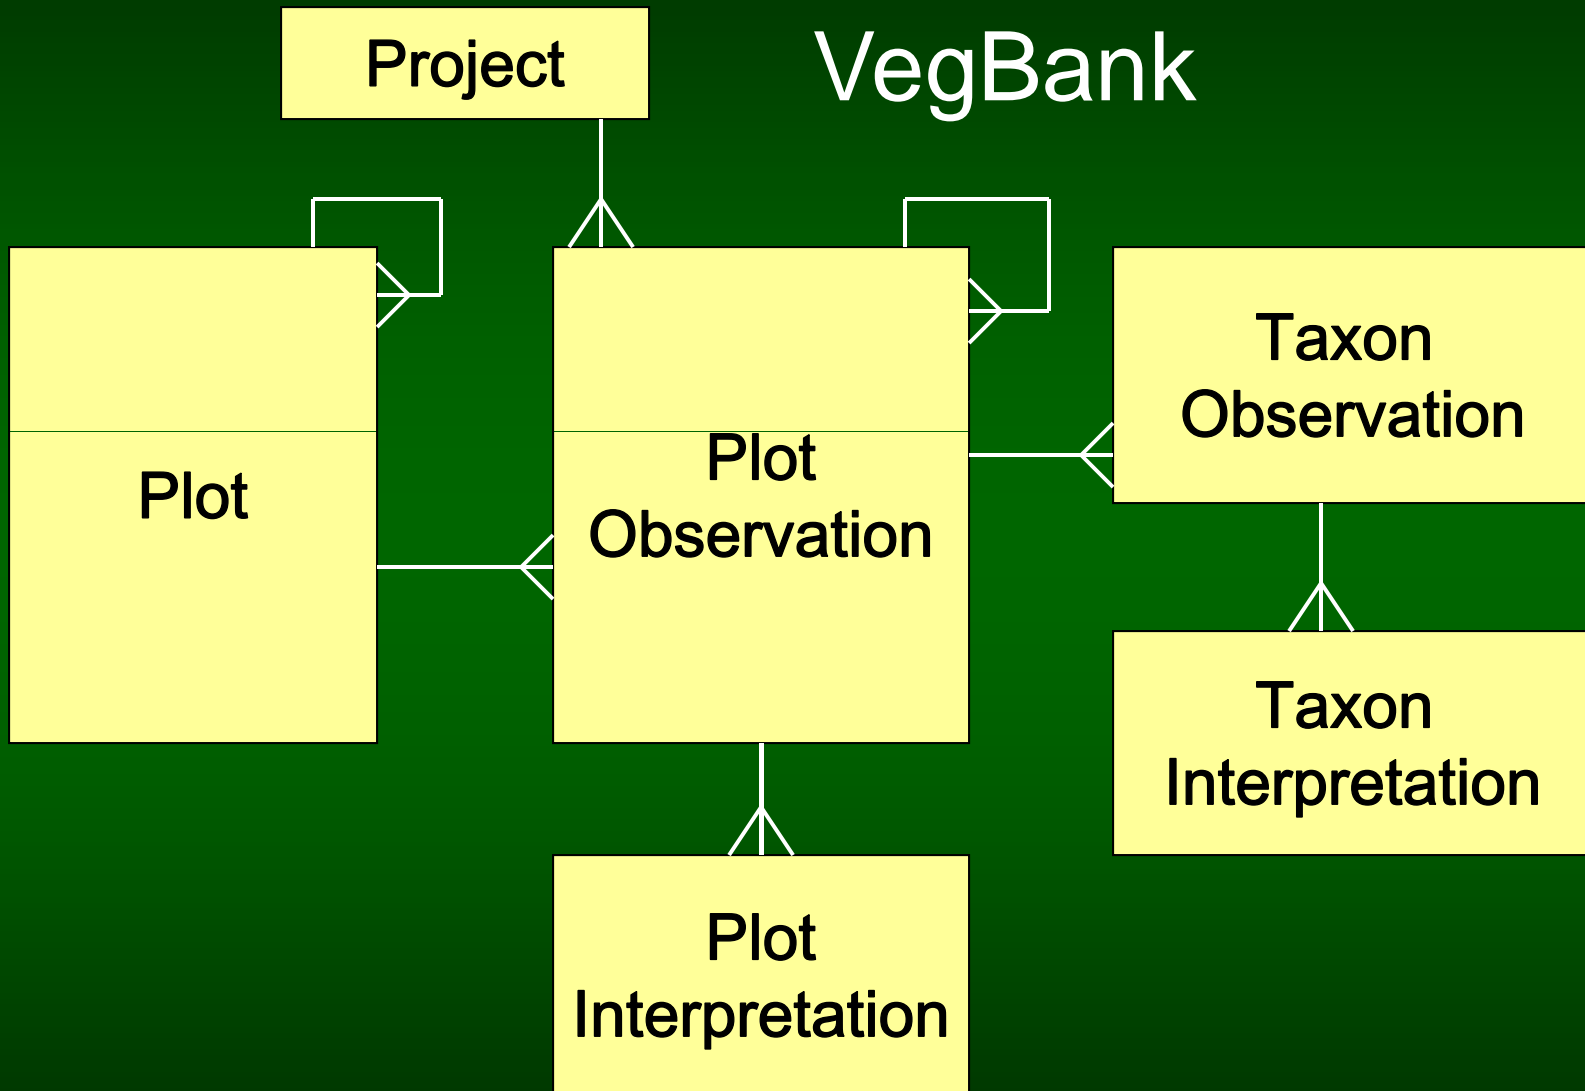 Project
VegBank
Plot
Plot
Observation
Taxon
Observation
Taxon
Interpretation
Plot
Interpretation